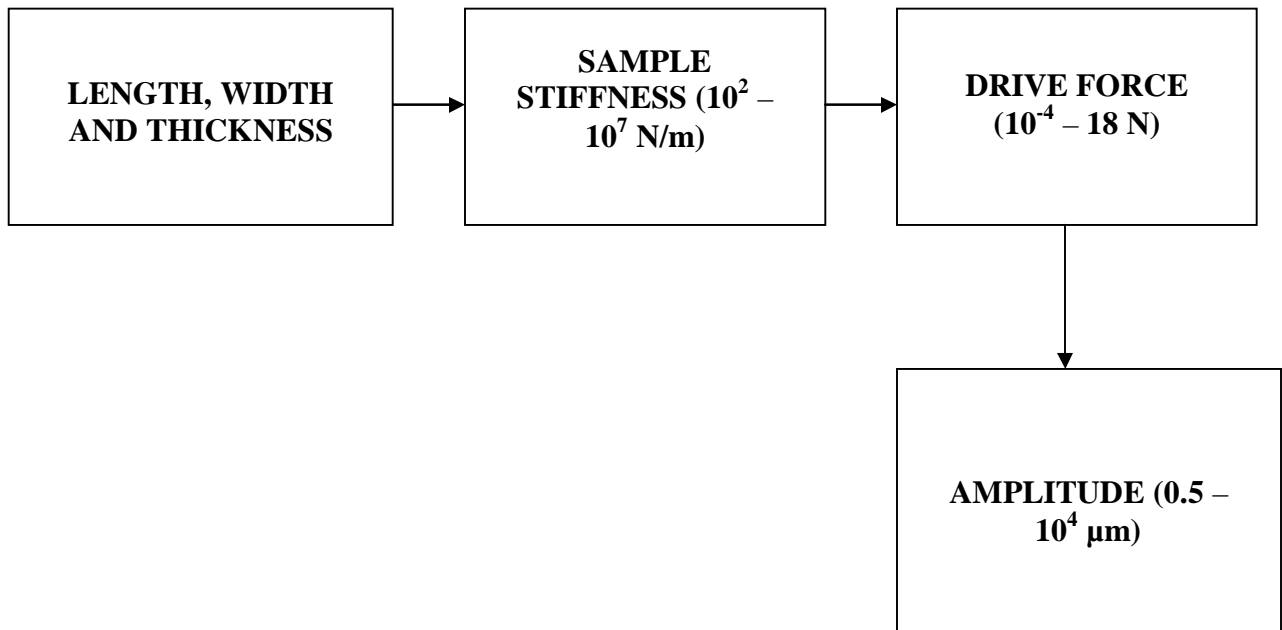 LENGTH, WIDTH
AND THICKNESS
SAMPLE
STIFFNESS (10² –
10⁷ N/m)
DRIVE FORCE
(10⁻⁴ – 18 N)
AMPLITUDE (0.5 –
10⁴ µm)